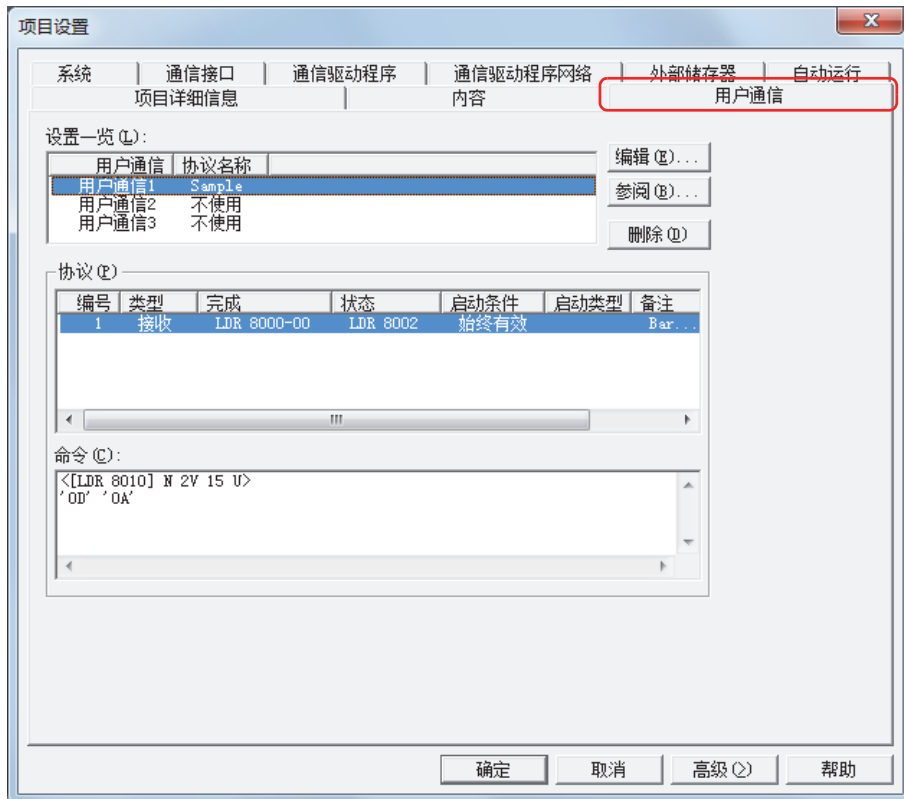 项目设置
系统 通信接口 通信驱动程序 通信驱动程序网络 外部储存器 自动运行
项目详细信息 内容 用户通信
设置一览(L):
用户通信 协议名称
用户通信1 Sample
用户通信2 不使用
用户通信3 不使用
编辑(E)...
参阅(B)...
删除(D)
协议(P)
编号 类型 完成 状态 启动条件 启动类型 备注
1 接收 LDR 8000-00 LDR 8002 始终有效 Bar...
命令(C):
<[LDR 8010] N 2V 15 U>
'0D' '0A'
确定 取消 高级(>) 帮助